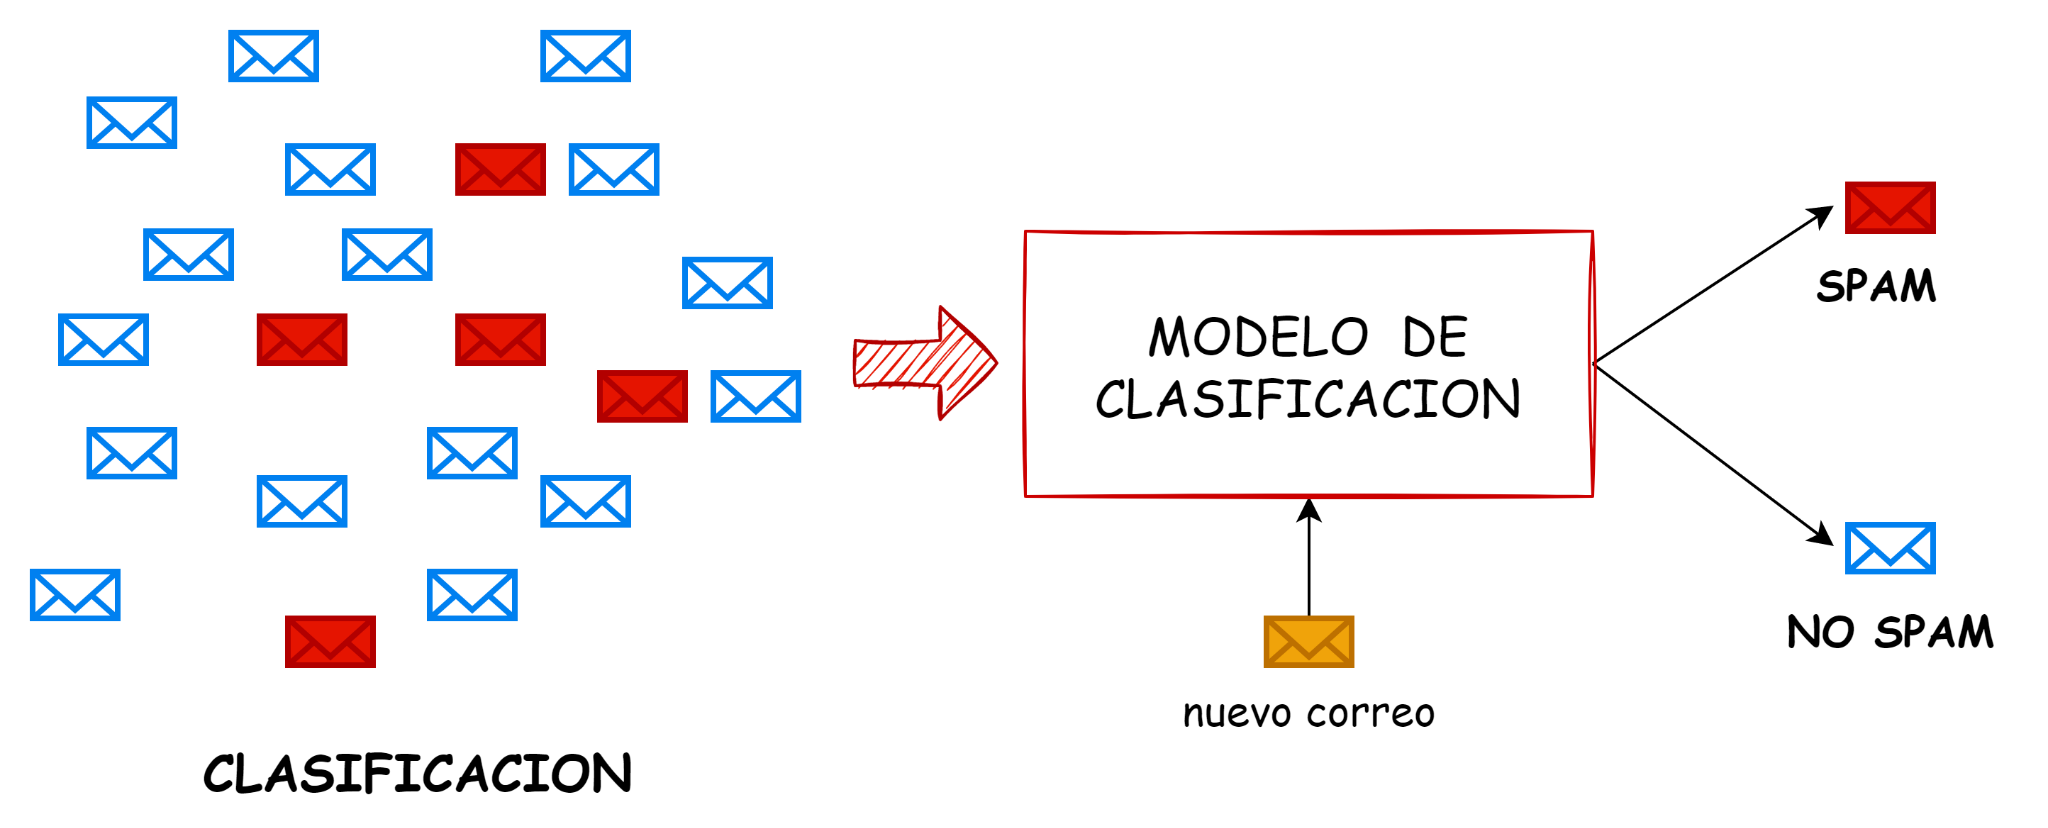 SPAM
MODELO DE
CLASIFICACION
NO SPAM
nuevo correo
CLASIFICACION